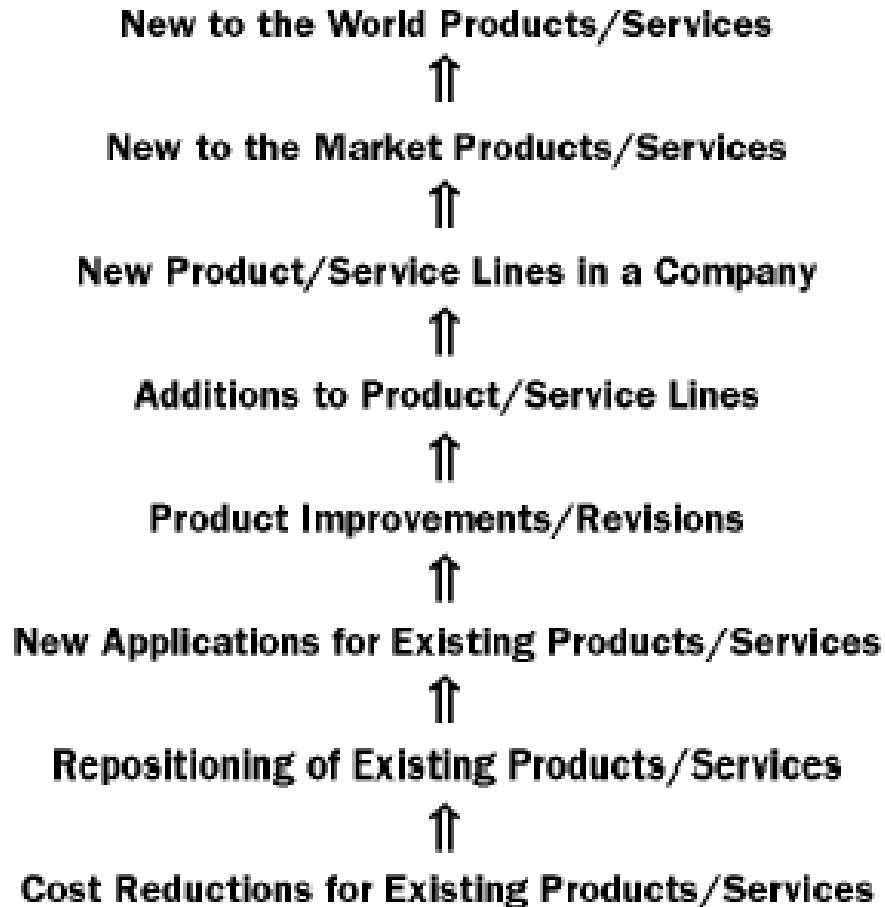 New to the World Products/Services
⇑
New to the Market Products/Services
⇑
New Product/Service Lines in a Company
⇑
Additions to Product/Service Lines
⇑
Product Improvements/Revisions
⇑
New Applications for Existing Products/Services
⇑
Repositioning of Existing Products/Services
⇑
Cost Reductions for Existing Products/Services